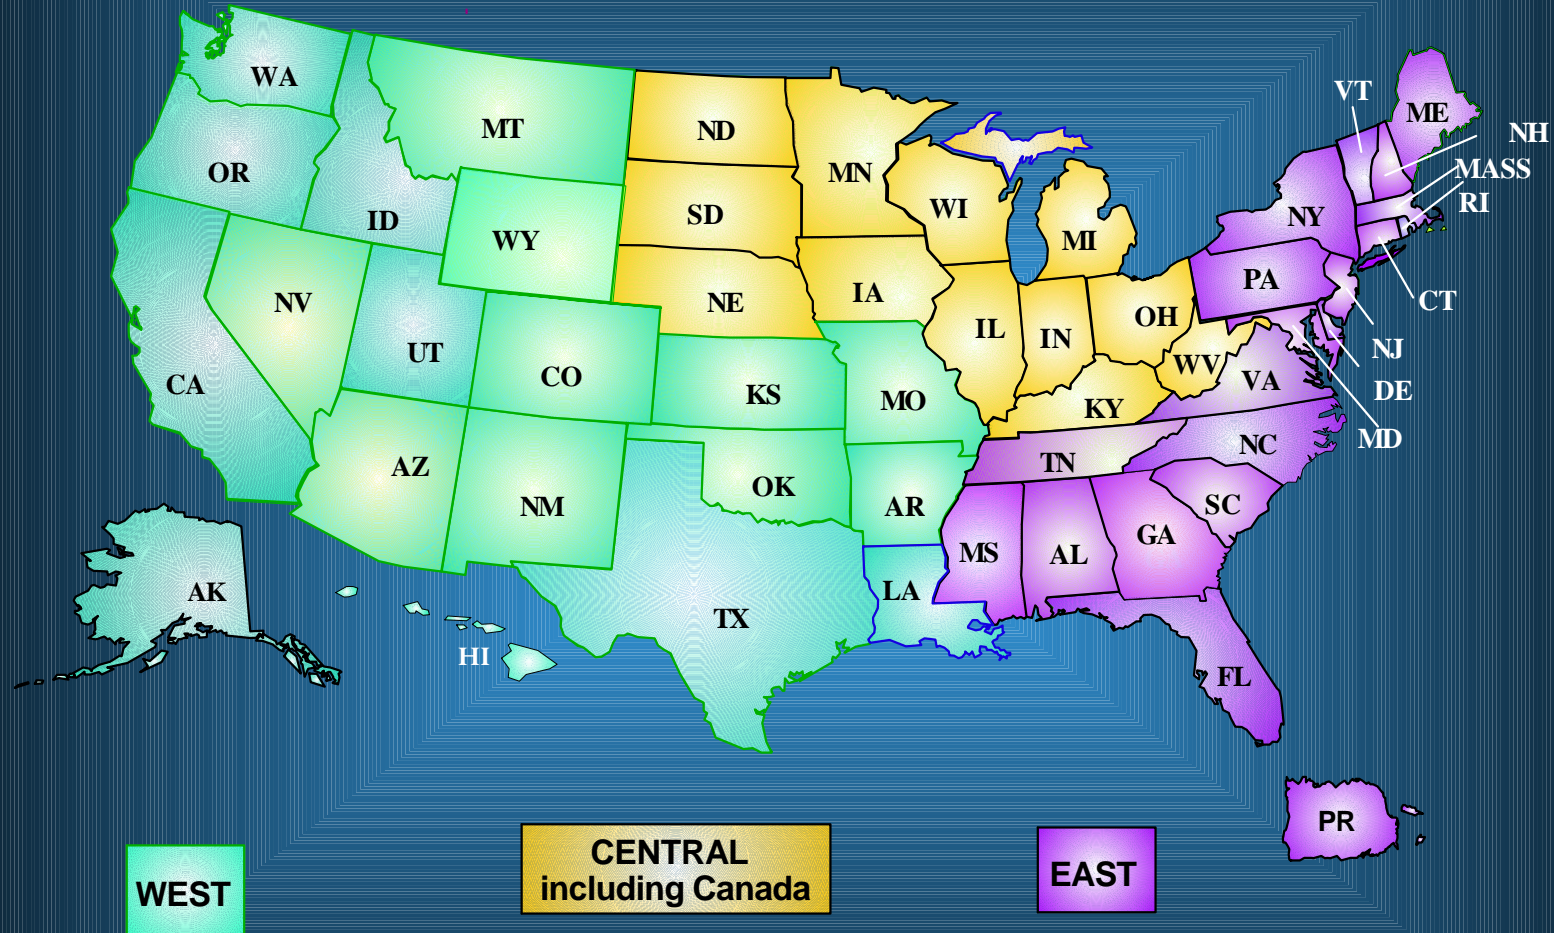 WA
VT
ME
MT
ND
NH
OR
MN
MASS
ID
SD
WI
RI
WY
MI
NY
NV
NE
IA
PA
CT
UT
IL
IN
OH
NJ
CA
CO
KS
MO
WV
VA
DE
KY
MD
AZ
NM
OK
AR
TN
NC
SC
MS
AL
GA
AK
LA
TX
HI
FL
PR
WEST
CENTRAL
including Canada
EAST